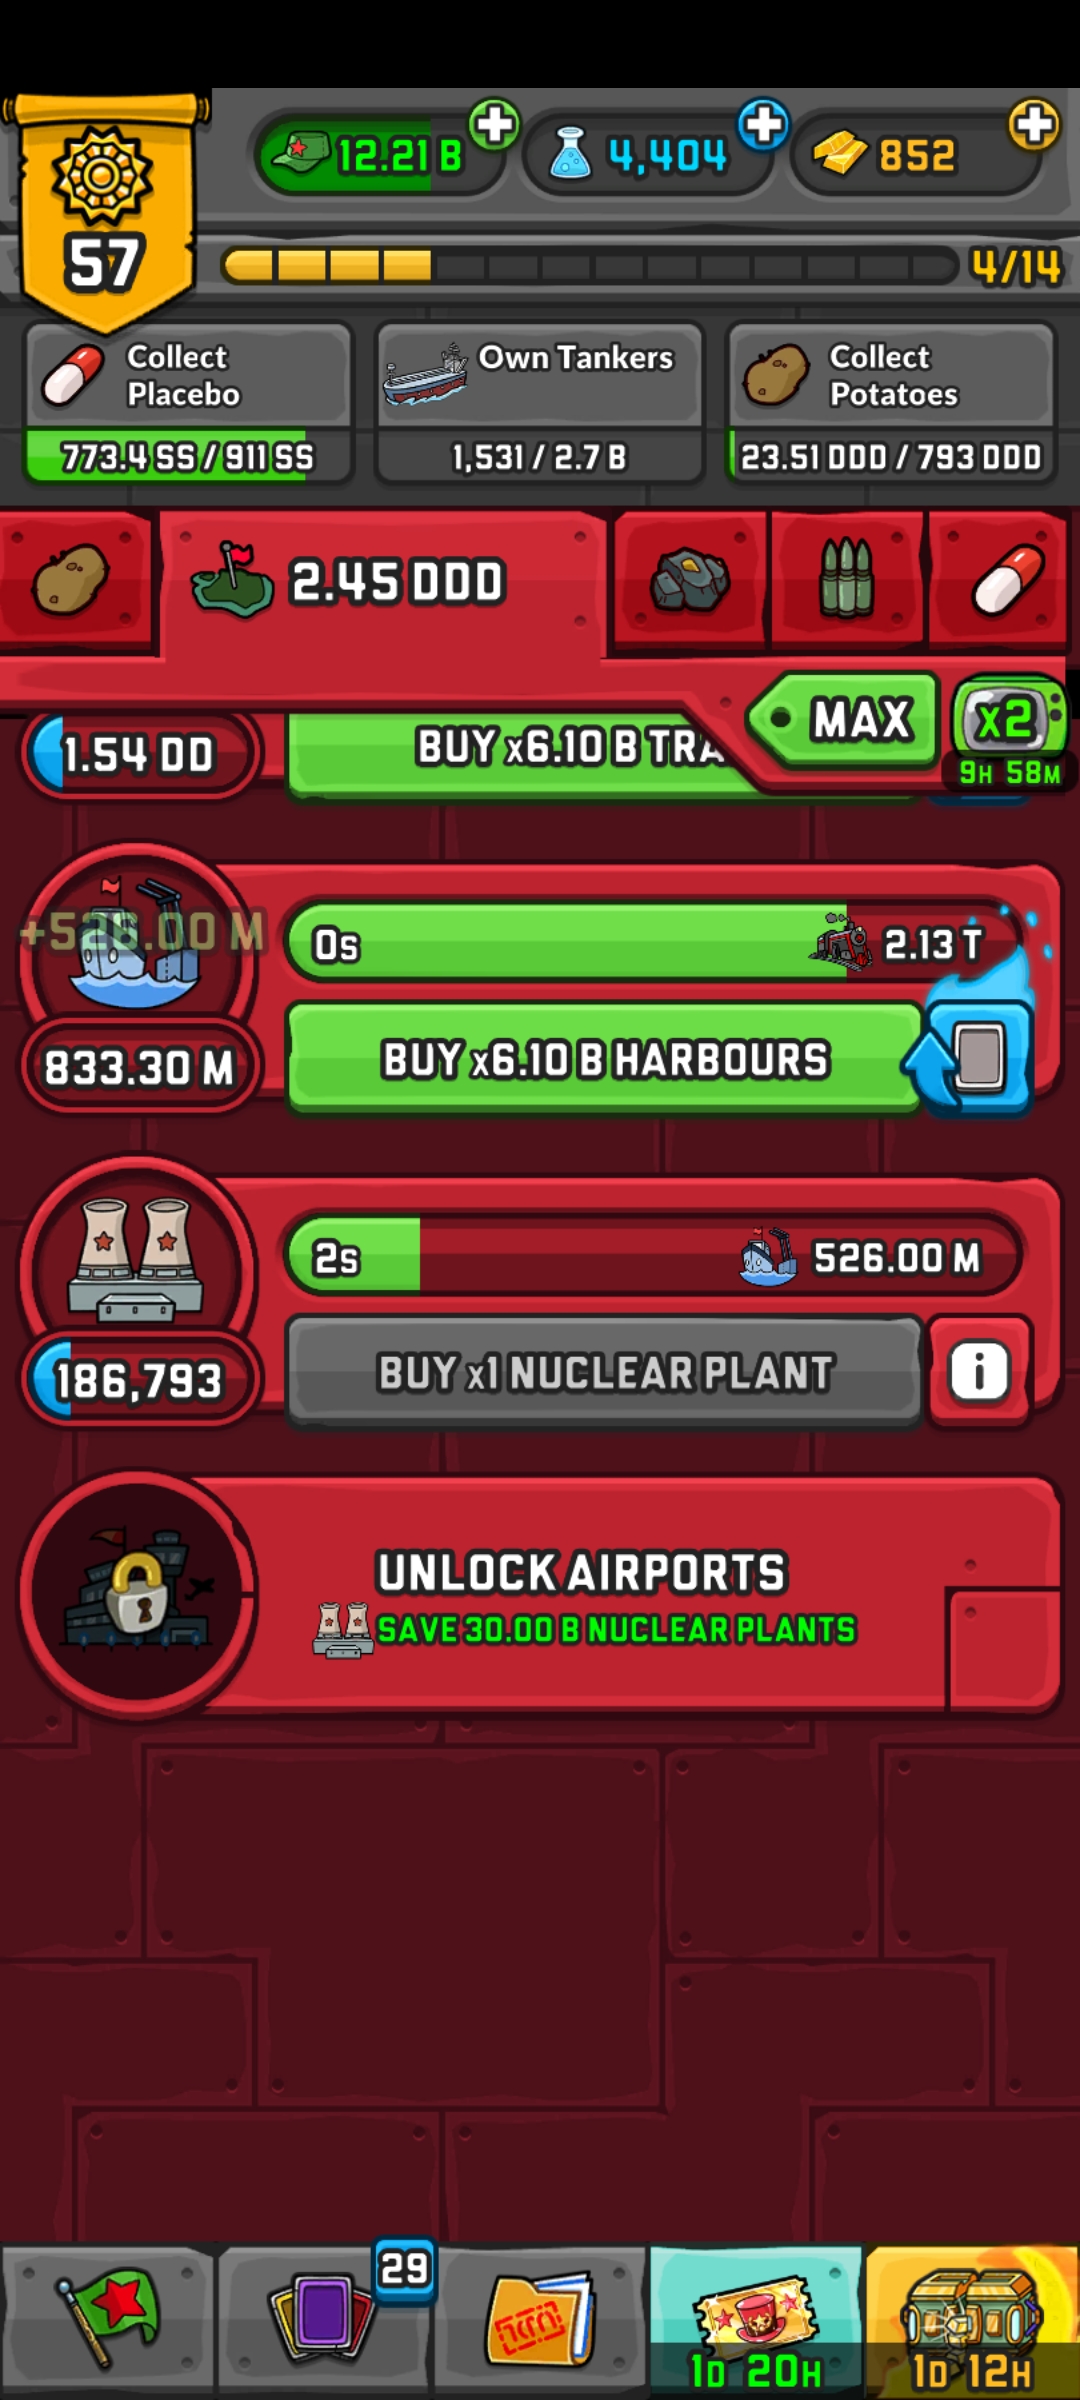 12.21 B
4,404
852
57
4/14
Collect
Placebo
773.4 SS / 911 SS
Own Tankers
1,531 / 2.7 B
Collect
Potatoes
23.51 DDD / 793 DDD
2.45 DDD
MAX
x2
9H 58M
1.54 DD
BUY x6.10 B TRA
+526.00 M
0s
2.13 T
833.30 M
BUY x6.10 B HARBOURS
2s
526.00 M
186,793
BUY x1 NUCLEAR PLANT
i
UNLOCK AIRPORTS
SAVE 30.00 B NUCLEAR PLANTS
29
1D 20H
1D 12H